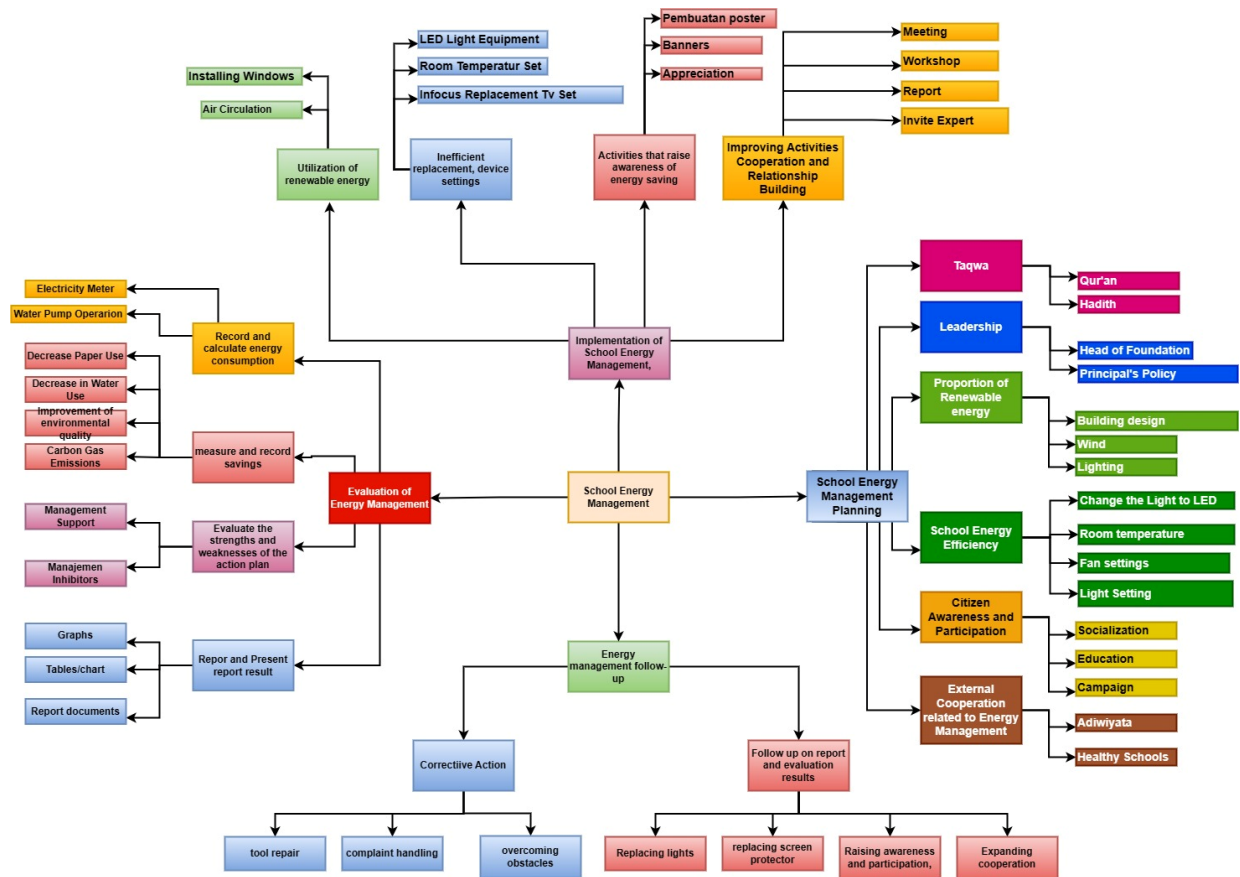 Pembuatan poster
Banners
Appreciation
LED Light Equipment
Room Temperatur Set
Infocus Replacement Tv Set
Installing Windows
Air Circulation
Meeting
Workshop
Report
Invite Expert
Utilization of
renewable energy
Inefficient
replacement, device
settings
Activities that raise
awareness of
energy saving
Improving Activities
Cooperation and
Relationship
Building
Implementation of
School Energy
Management,
Electricity Meter
Water Pump Operarion
Record and
calculate energy
consumption
Decrease Paper Use
Decrease in Water
Use
Improvement of
environmental
quality
Carbon Gas
Emissions
measure and record
savings
Evaluation of
Energy Management
Management
Support
Manajemen
Inhibitors
Evaluate the
strengths and
weaknesses of the
action plan
Graphs
Tables/chart
Report documents
Repor and Present
report result
School Energy
Management
School Energy
Management
Planning
Taqwa
Qur'an
Hadith
Leadership
Head of Foundation
Principal's Policy
Proportion of
Renewable
energy
Building design
Wind
Lighting
School Energy
Efficiency
Change the Light to LED
Room temperature
Fan settings
Light Setting
Citizen
Awareness and
Participation
Socialization
Education
Campaign
External
Cooperation
related to Energy
Management
Adiwiyata
Healthy Schools
Energy
management follow-
up
Correctiive Action
tool repair
complaint handling
overcoming
obstacles
Follow up on report
and evaluation
results
Replacing lights
replacing screen
protector
Raising awareness
and participation,
Expanding
cooperation